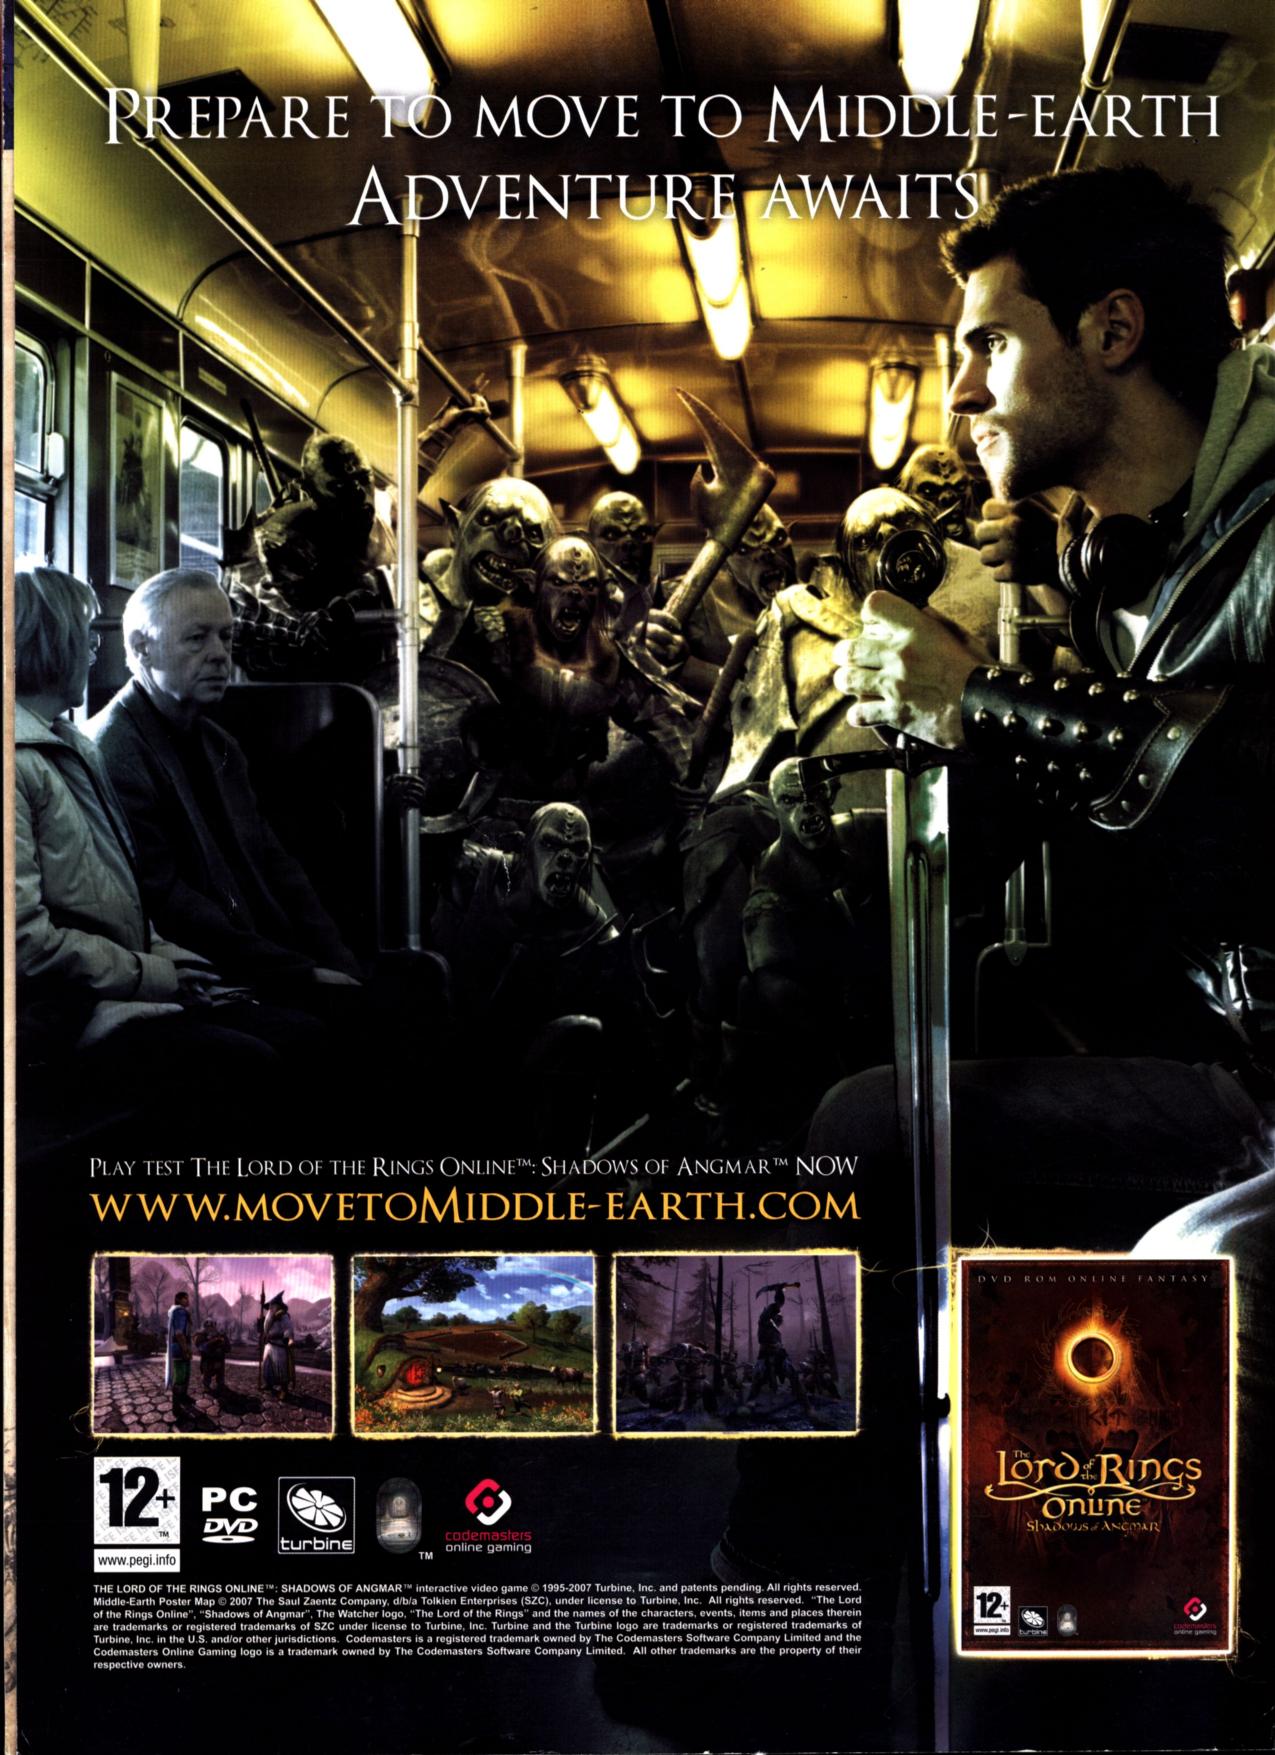 PREPARE TO MOVE TO MIDDLE-EARTH
ADVENTURE AWAITS
PLAY TEST THE LORD OF THE RINGS ONLINE™: SHADOWS OF ANGMAR™ NOW
WWW.MOVETOMIDDLE-EARTH.COM
DVD ROM ONLINE FANTASY
The
Lord of the Rings
Online
Shadows of Angmar
12+
www.pegi.info
turbine
codemasters
online gaming
12+
™
www.pegi.info
PC
DVD
turbine
™
codemasters
online gaming
THE LORD OF THE RINGS ONLINE™: SHADOWS OF ANGMAR™ interactive video game © 1995-2007 Turbine, Inc. and patents pending. All rights reserved.
Middle-Earth Poster Map © 2007 The Saul Zaentz Company, d/b/a Tolkien Enterprises (SZC), under license to Turbine, Inc. All rights reserved. "The Lord
of the Rings Online", "Shadows of Angmar", The Watcher logo, "The Lord of the Rings" and the names of the characters, events, items and places therein
are trademarks or registered trademarks of SZC under license to Turbine, Inc. Turbine and the Turbine logo are trademarks or registered trademarks of
Turbine, Inc. in the U.S. and/or other jurisdictions. Codemasters is a registered trademark owned by The Codemasters Software Company Limited and the
Codemasters Online Gaming logo is a trademark owned by The Codemasters Software Company Limited. All other trademarks are the property of their
respective owners.